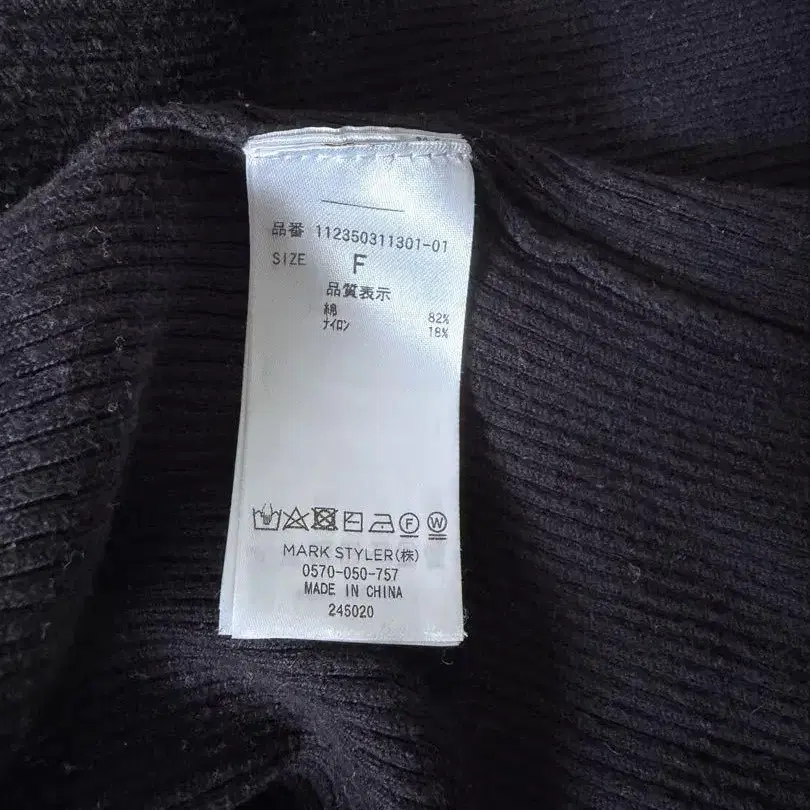 品番 112350311301-01
SIZE F
品質表示
綿 82%
ﾅｲﾛﾝ 18%
F W
MARK STYLER(株)
0570-050-757
MADE IN CHINA
245020